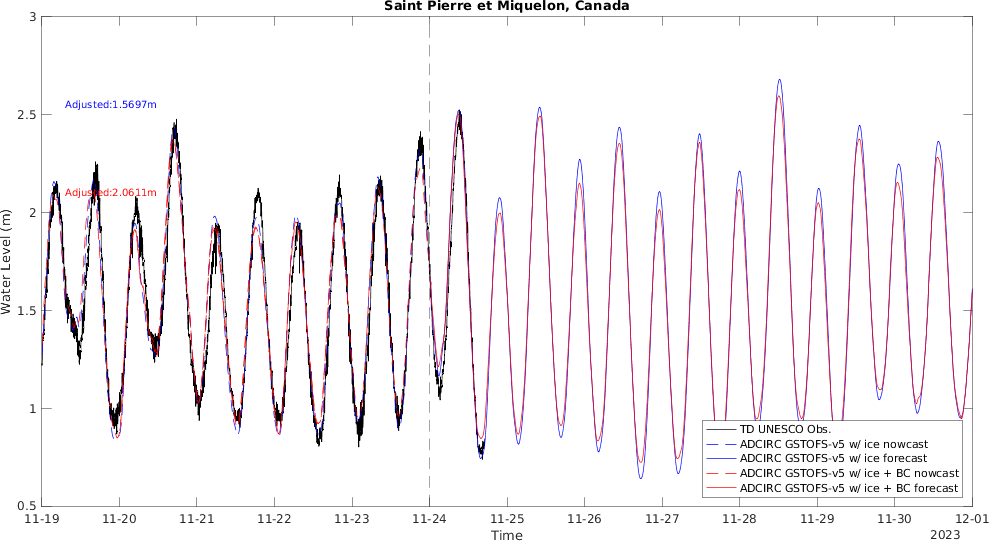 Saint Pierre et Miquelon, Canada
Water Level (m)
3
2.5
2
1.5
1
0.5
Adjusted:1.5697m
Adjusted:2.0611m
TD UNESCO Obs.
ADCIRC GSTOFS-v5 w/ ice nowcast
ADCIRC GSTOFS-v5 w/ ice forecast
ADCIRC GSTOFS-v5 w/ ice + BC nowcast
ADCIRC GSTOFS-v5 w/ ice + BC forecast
11-19 11-20 11-21 11-22 11-23 11-24 11-25 11-26 11-27 11-28 11-29 11-30 12-01
Time
2023